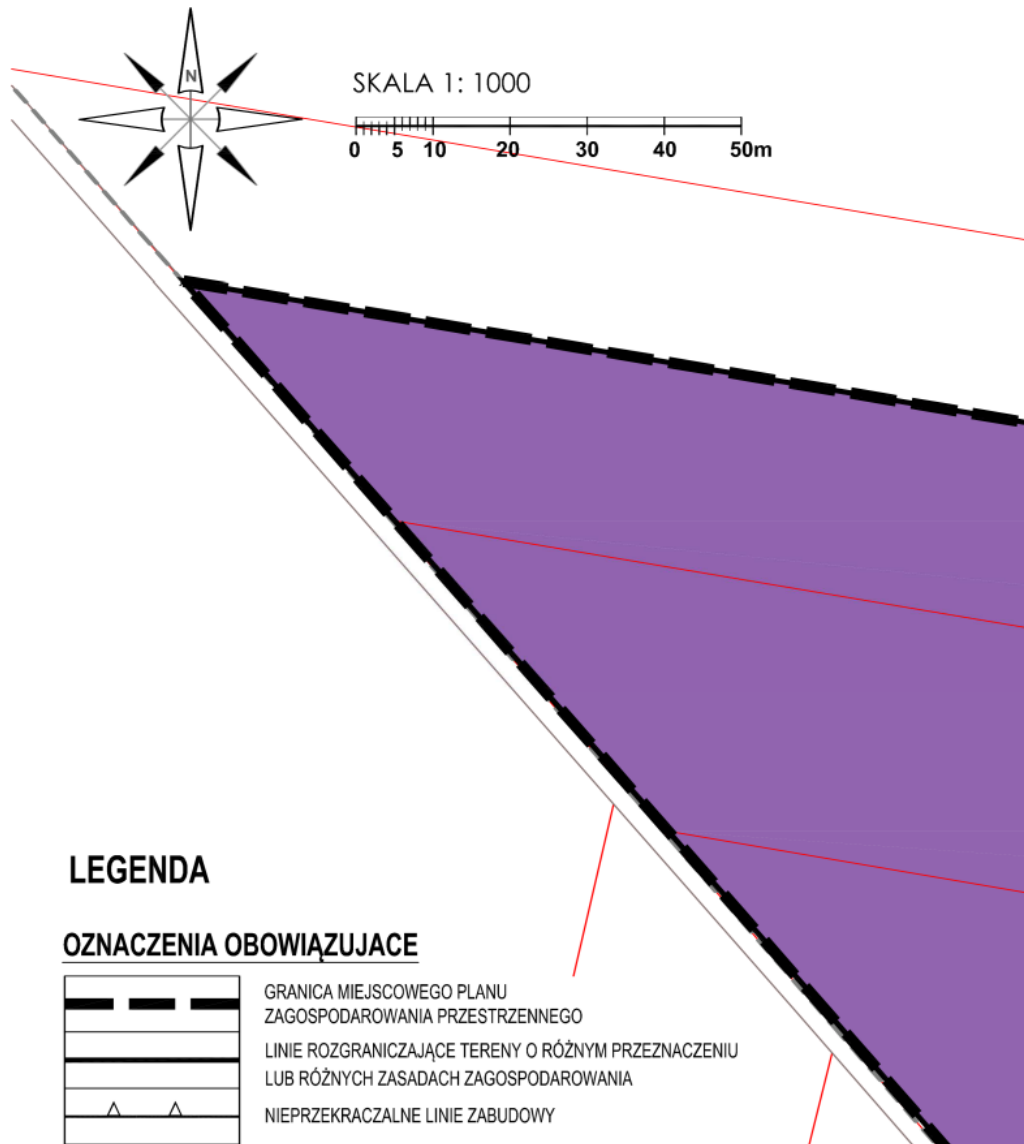 N
SKALA 1: 1000
0 5 10 20 30 40 50m
LEGENDA
OZNACZENIA OBOWIĄZUJACE
GRANICA MIEJSCOWEGO PLANU
ZAGOSPODAROWANIA PRZESTRZENNEGO
LINIE ROZGRANICZAJĄCE TERENY O RÓŻNYM PRZEZNACZENIU
LUB RÓŻNYCH ZASADACH ZAGOSPODAROWANIA
NIEPRZEKRACZALNE LINIE ZABUDOWY